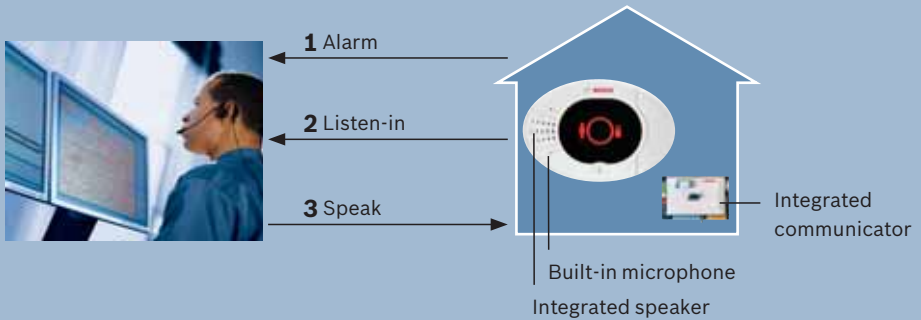 1 Alarm
2 Listen-in
3 Speak
Integrated
communicator
Built-in microphone
Integrated speaker